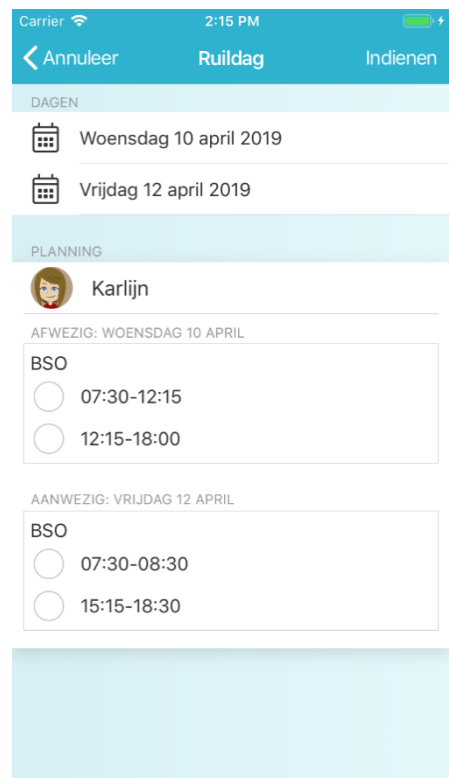 Carrier 2:15 PM
Annuleer Ruildag Indienen
DAGEN
Woensdag 10 april 2019
Vrijdag 12 april 2019
PLANNING
Karlijn
AFWEZIG: WOENSDAG 10 APRIL
BSO
07:30-12:15
12:15-18:00
AANWEZIG: VRIJDAG 12 APRIL
BSO
07:30-08:30
15:15-18:30